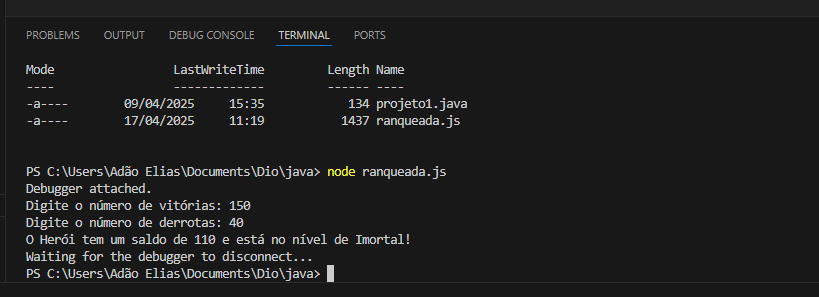 PROBLEMS OUTPUT DEBUG CONSOLE TERMINAL PORTS
Mode LastWriteTime Length Name
---- ------------- ------ ----
-a---- 09/04/2025 15:35 134 projeto1.java
-a---- 17/04/2025 11:19 1437 ranqueada.js
PS C:\Users\Adão Elias\Documents\Dio\java> node ranqueada.js
Debugger attached.
Digite o número de vitórias: 150
Digite o número de derrotas: 40
O Herói tem um saldo de 110 e está no nível de Imortal!
Waiting for the debugger to disconnect...
PS C:\Users\Adão Elias\Documents\Dio\java>